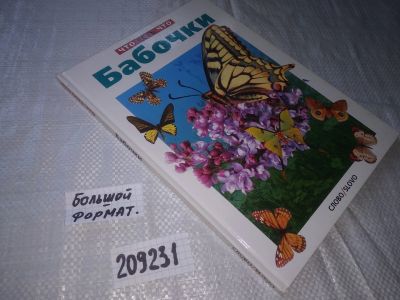 ЧТО ЕСТЬ ЧТО
Бабочки
СЛОВО/SLOVO
Большой
формат.
209231